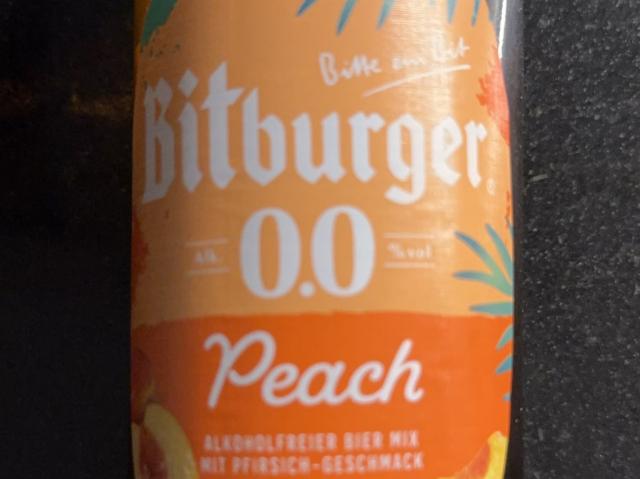 Bitte ein Bit
Bitburger
Alk. 0.0 % vol
Peach
ALKOHOLFREIER BIER MIX
MIT PFIRSICH-GESCHMACK